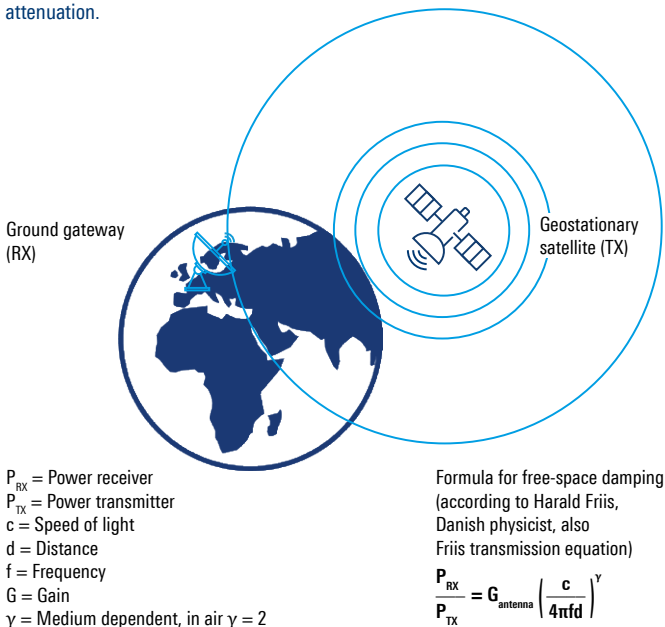 attenuation.
Ground gateway
(RX)
Geostationary
satellite (TX)
P_RX = Power receiver
P_TX = Power transmitter
c = Speed of light
d = Distance
f = Frequency
G = Gain
γ = Medium dependent, in air γ = 2
Formula for free-space damping
(according to Harald Friis,
Danish physicist, also
Friis transmission equation)
P_RX / P_TX = G_antenna (c / 4πfd)^γ